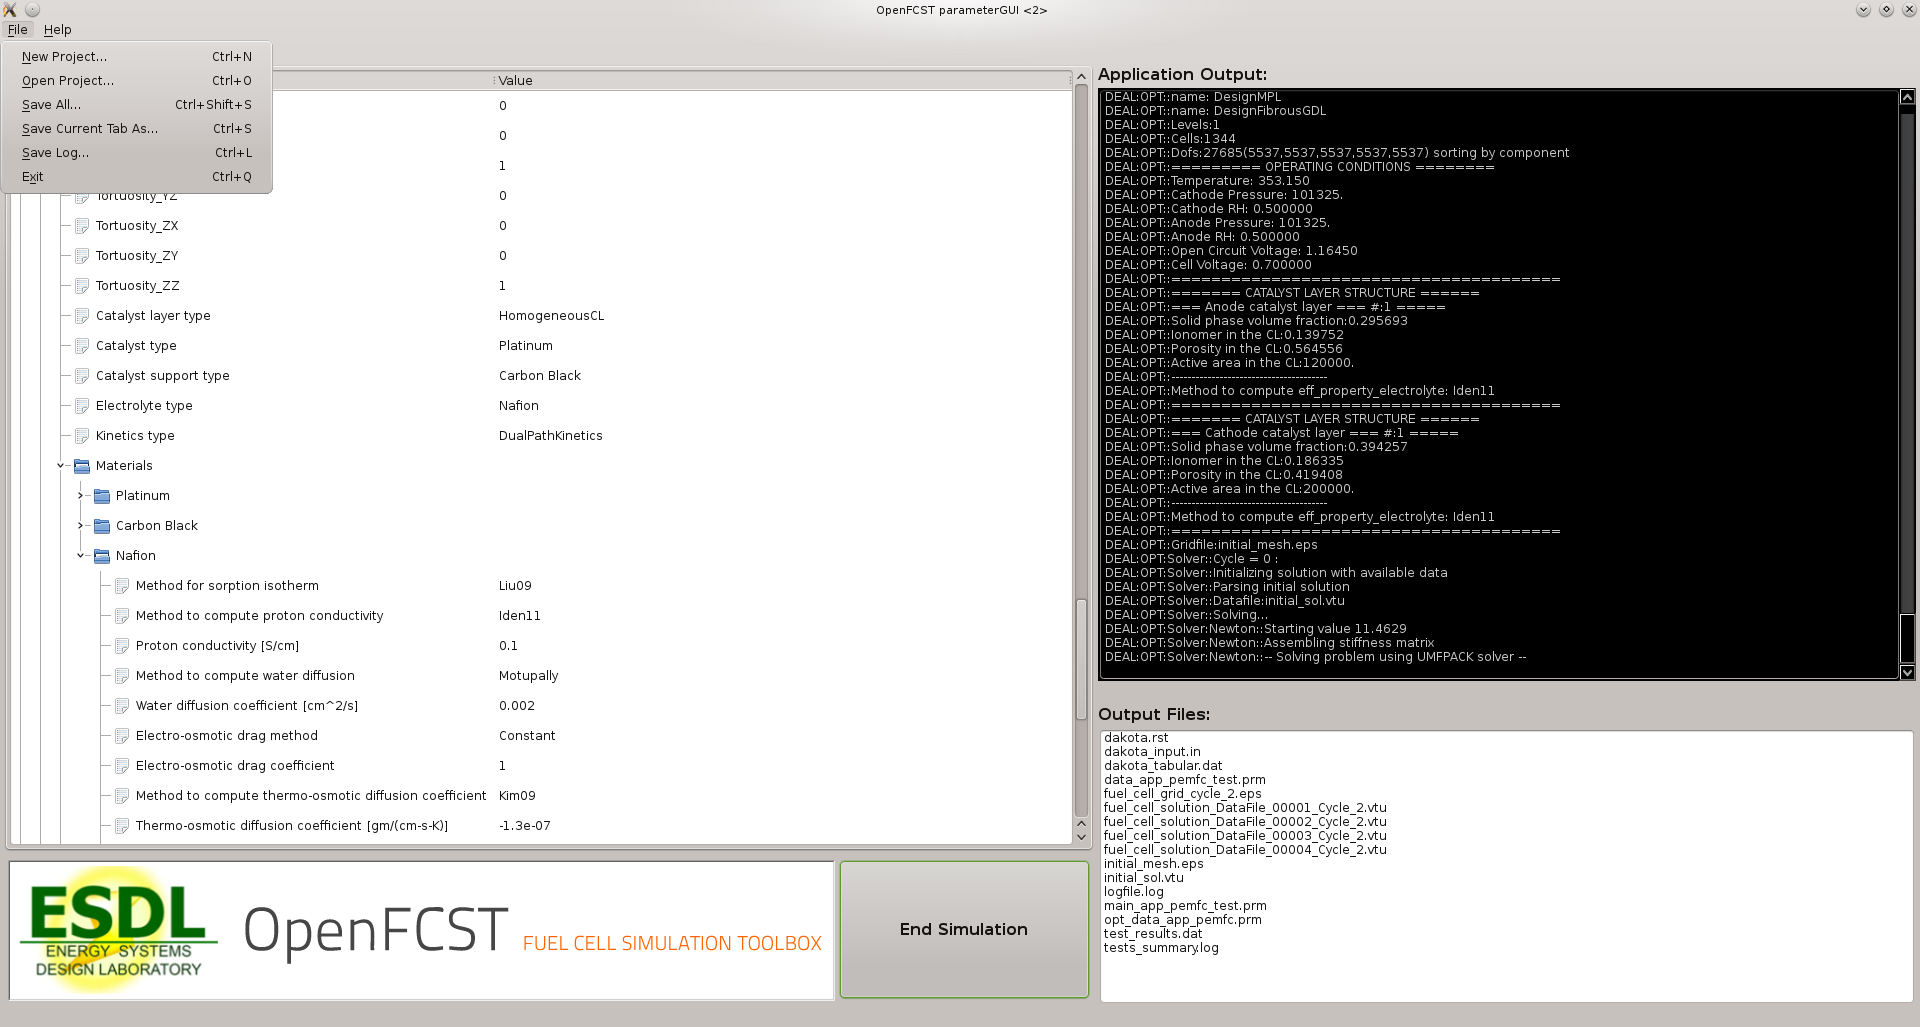 OpenFCST parameterGUI <2>
File Help
New Project... Ctrl+N
Open Project... Ctrl+O
Save All... Ctrl+Shift+S
Save Current Tab As... Ctrl+S
Save Log... Ctrl+L
Exit Ctrl+Q
Value
0
0
1
Tortuosity_YZ 0
Tortuosity_ZX 0
Tortuosity_ZY 0
Tortuosity_ZZ 1
Catalyst layer type HomogeneousCL
Catalyst type Platinum
Catalyst support type Carbon Black
Electrolyte type Nafion
Kinetics type DualPathKinetics
Materials
Platinum
Carbon Black
Nafion
Method for sorption isotherm Liu09
Method to compute proton conductivity Iden11
Proton conductivity [S/cm] 0.1
Method to compute water diffusion Motupally
Water diffusion coefficient [cm^2/s] 0.002
Electro-osmotic drag method Constant
Electro-osmotic drag coefficient 1
Method to compute thermo-osmotic diffusion coefficient Kim09
Thermo-osmotic diffusion coefficient [gm/(cm-s-K)] -1.3e-07
ESDL
ENERGY SYSTEMS
DESIGN LABORATORY
OpenFCST FUEL CELL SIMULATION TOOLBOX
End Simulation
Application Output:
DEAL:OPT::name: DesignMPL
DEAL:OPT::name: DesignFibrousGDL
DEAL:OPT::Levels:1
DEAL:OPT::Cells:1344
DEAL:OPT::Dofs:27685(5537,5537,5537,5537,5537) sorting by component
DEAL:OPT::========= OPERATING CONDITIONS ========
DEAL:OPT::Temperature: 353.150
DEAL:OPT::Cathode Pressure: 101325.
DEAL:OPT::Cathode RH: 0.500000
DEAL:OPT::Anode Pressure: 101325.
DEAL:OPT::Anode RH: 0.500000
DEAL:OPT::Open Circuit Voltage: 1.16450
DEAL:OPT::Cell Voltage: 0.700000
DEAL:OPT::=======================================
DEAL:OPT::======= CATALYST LAYER STRUCTURE ======
DEAL:OPT::=== Anode catalyst layer === #:1 =====
DEAL:OPT::Solid phase volume fraction:0.295693
DEAL:OPT::Ionomer in the CL:0.139752
DEAL:OPT::Porosity in the CL:0.564556
DEAL:OPT::Active area in the CL:120000.
DEAL:OPT::---------------------------------------
DEAL:OPT::Method to compute eff_property_electrolyte: Iden11
DEAL:OPT::=======================================
DEAL:OPT::======= CATALYST LAYER STRUCTURE ======
DEAL:OPT::=== Cathode catalyst layer === #:1 =====
DEAL:OPT::Solid phase volume fraction:0.394257
DEAL:OPT::Ionomer in the CL:0.186335
DEAL:OPT::Porosity in the CL:0.419408
DEAL:OPT::Active area in the CL:200000.
DEAL:OPT::---------------------------------------
DEAL:OPT::Method to compute eff_property_electrolyte: Iden11
DEAL:OPT::=======================================
DEAL:OPT::Gridfile:initial_mesh.eps
DEAL:OPT:Solver::Cycle = 0 :
DEAL:OPT:Solver::Initializing solution with available data
DEAL:OPT:Solver::Parsing initial solution
DEAL:OPT:Solver::Datafile:initial_sol.vtu
DEAL:OPT:Solver::Solving...
DEAL:OPT:Solver:Newton::Starting value 11.4629
DEAL:OPT:Solver:Newton::Assembling stiffness matrix
DEAL:OPT:Solver:Newton::-- Solving problem using UMFPACK solver --
Output Files:
dakota.rst
dakota_input.in
dakota_tabular.dat
data_app_pemfc_test.prm
fuel_cell_grid_cycle_2.eps
fuel_cell_solution_DataFile_00001_Cycle_2.vtu
fuel_cell_solution_DataFile_00002_Cycle_2.vtu
fuel_cell_solution_DataFile_00003_Cycle_2.vtu
fuel_cell_solution_DataFile_00004_Cycle_2.vtu
initial_mesh.eps
initial_sol.vtu
logfile.log
main_app_pemfc_test.prm
opt_data_app_pemfc.prm
test_results.dat
tests_summary.log